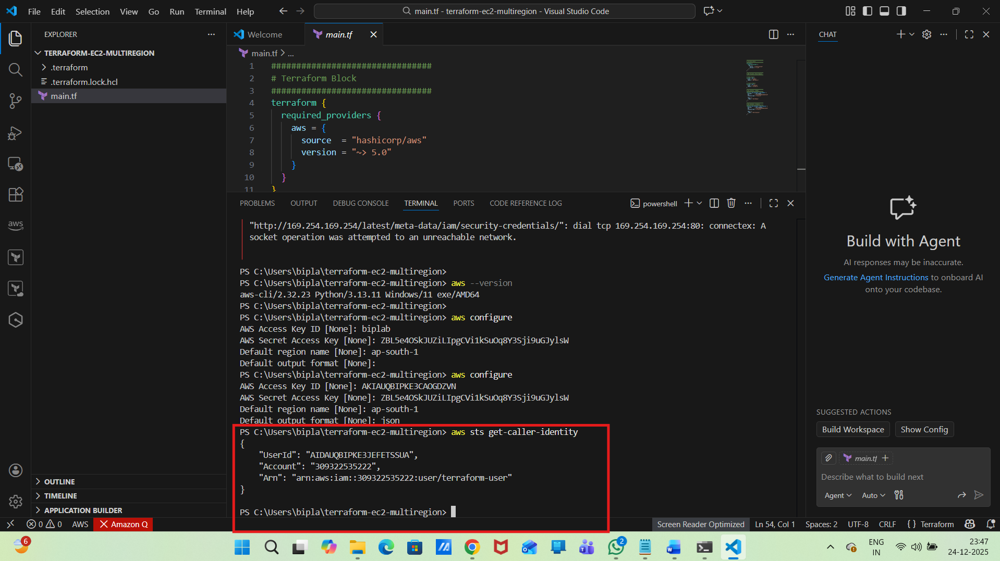 File Edit Selection View Go Run Terminal Help
main.tf - terraform-ec2-multiregion - Visual Studio Code
EXPLORER
TERRAFORM-EC2-MULTIREGION
.terraform
.terraform.lock.hcl
main.tf
OUTLINE
TIMELINE
APPLICATION BUILDER
aws
Welcome
main.tf
main.tf > ...
1 ################################
2 # Terraform Block
3 ################################
4 terraform {
5 required_providers {
6 aws = {
7 source = "hashicorp/aws"
8 version = "~> 5.0"
9 }
10 }
11 }
PROBLEMS OUTPUT DEBUG CONSOLE TERMINAL PORTS CODE REFERENCE LOG
powershell
"http://169.254.169.254/latest/meta-data/iam/security-credentials/": dial tcp 169.254.169.254:80: connectex: A
socket operation was attempted to an unreachable network.
PS C:\Users\bipla\terraform-ec2-multiregion>
PS C:\Users\bipla\terraform-ec2-multiregion> aws --version
aws-cli/2.32.23 Python/3.13.11 Windows/11 exe/AMD64
PS C:\Users\bipla\terraform-ec2-multiregion>
PS C:\Users\bipla\terraform-ec2-multiregion> aws configure
AWS Access Key ID [None]: biplab
AWS Secret Access Key [None]: ZBL5e4OSkJUZiLIpgCVi1kSuOq8Y3Sji9uGJylsW
Default region name [None]: ap-south-1
Default output format [None]:
PS C:\Users\bipla\terraform-ec2-multiregion> aws configure
AWS Access Key ID [None]: AKIAUQBIPKE3CAOGDZVN
AWS Secret Access Key [None]: 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
Default region name [None]: ap-south-1
Default output format [None]: json
PS C:\Users\bipla\terraform-ec2-multiregion> aws sts get-caller-identity
{
"UserId": "AIDAUQBIPKE3JEFETSSUA",
"Account": "309322535222",
"Arn": "arn:aws:iam::309322535222:user/terraform-user"
}
PS C:\Users\bipla\terraform-ec2-multiregion>
CHAT
Build with Agent
AI responses may be inaccurate.
Generate Agent Instructions to onboard AI
onto your codebase.
SUGGESTED ACTIONS
Build Workspace
Show Config
main.tf
Describe what to build next
Agent
Auto
0 0 AWS Amazon Q
Screen Reader Optimized Ln 54, Col 1 Spaces: 2 UTF-8 CRLF {} Terraform
6
2
ENG
IN
23:47
24-12-2025